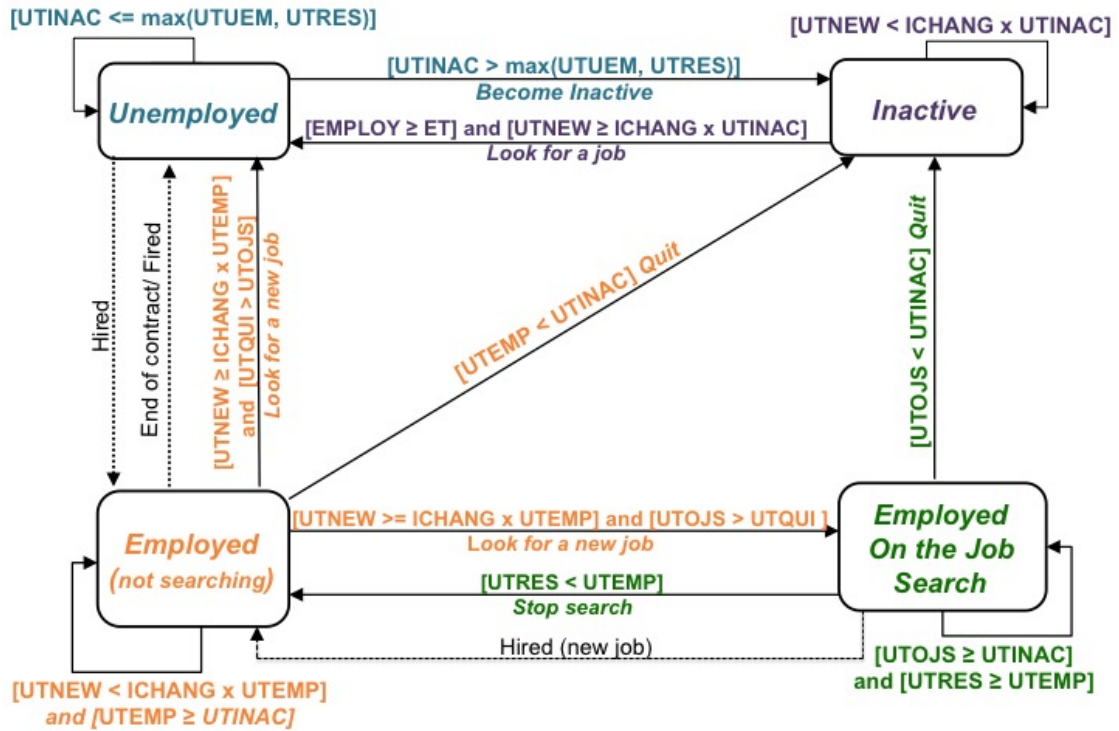 [UTINAC <= max(UTUEM, UTRES)]
[UTNEW < ICHANG x UTINAC]
Unemployed
[UTINAC > max(UTUEM, UTRES)]
Become Inactive
[EMPLOY ≥ ET] and [UTNEW ≥ ICHANG x UTINAC]
Look for a job
Inactive
Hired
End of contract/ Fired
[UTNEW ≥ ICHANG x UTEMP]
and [UTQUI > UTOJS]
Look for a new job
[UTEMP < UTINAC] Quit
[UTOJS < UTINAC] Quit
Employed
(not searching)
[UTNEW >= ICHANG x UTEMP] and [UTOJS > UTQUI ]
Look for a new job
[UTRES < UTEMP]
Stop search
Hired (new job)
Employed
On the Job
Search
[UTNEW < ICHANG x UTEMP]
and [UTEMP ≥ UTINAC]
[UTOJS ≥ UTINAC]
and [UTRES ≥ UTEMP]